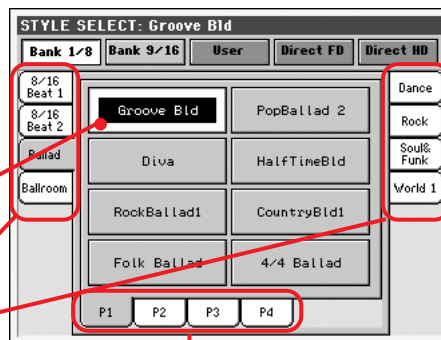 STYLE SELECT: Groove Bld
Bank 1/8 Bank 9/16 User Direct FD Direct HD
8/16
Beat 1
8/16
Beat 2
Ballad
Ballroom
Groove Bld PopBallad 2
Diva HalfTimeBld
RockBallad1 CountryBld1
Folk Ballad 4/4 Ballad
Dance
Rock
Soul&
Funk
World 1
P1 P2 P3 P4